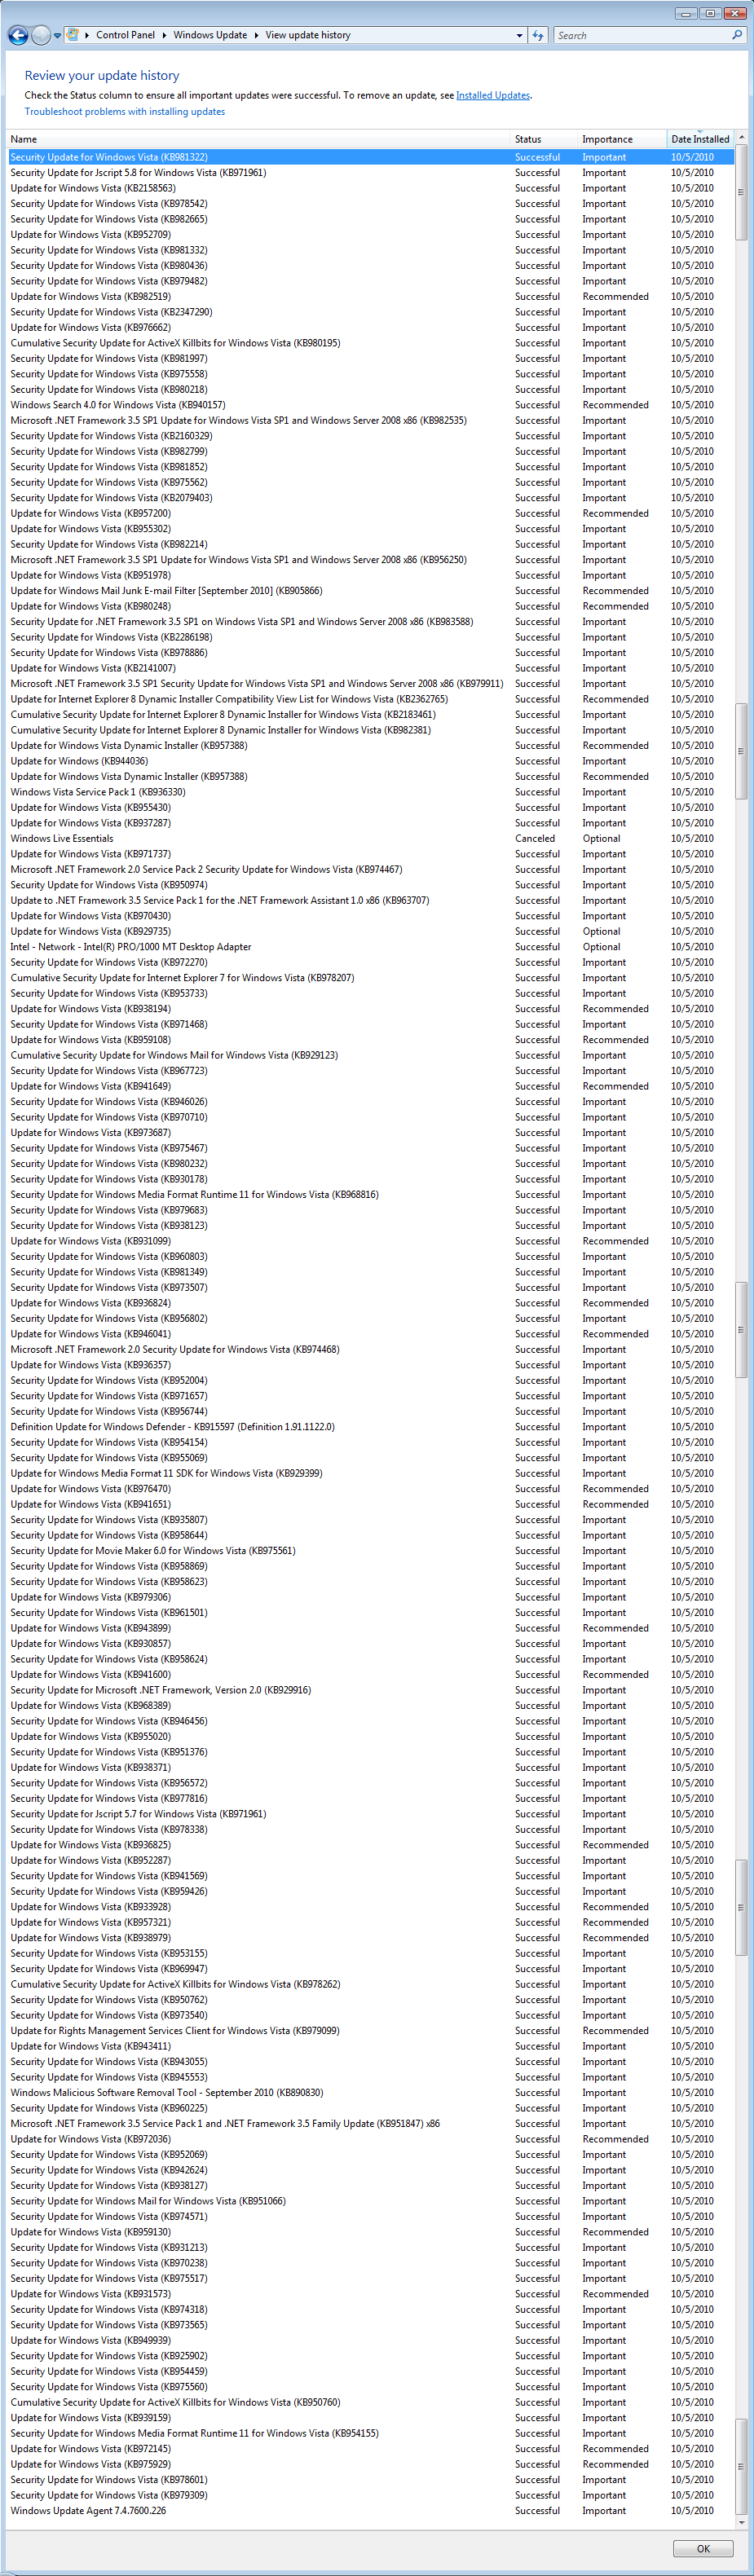 Control Panel ▸ Windows Update ▸ View update history
Search
Review your update history
Check the Status column to ensure all important updates were successful. To remove an update, see Installed Updates.
Troubleshoot problems with installing updates
Name Status Importance Date Installed
Security Update for Windows Vista (KB981322) Successful Important 10/5/2010
Security Update for Jscript 5.8 for Windows Vista (KB971961) Successful Important 10/5/2010
Update for Windows Vista (KB2158563) Successful Important 10/5/2010
Security Update for Windows Vista (KB978542) Successful Important 10/5/2010
Security Update for Windows Vista (KB982665) Successful Important 10/5/2010
Update for Windows Vista (KB952709) Successful Important 10/5/2010
Security Update for Windows Vista (KB981332) Successful Important 10/5/2010
Security Update for Windows Vista (KB980436) Successful Important 10/5/2010
Security Update for Windows Vista (KB979482) Successful Important 10/5/2010
Update for Windows Vista (KB982519) Successful Recommended 10/5/2010
Security Update for Windows Vista (KB2347290) Successful Important 10/5/2010
Update for Windows Vista (KB976662) Successful Important 10/5/2010
Cumulative Security Update for ActiveX Killbits for Windows Vista (KB980195) Successful Important 10/5/2010
Security Update for Windows Vista (KB981997) Successful Important 10/5/2010
Security Update for Windows Vista (KB975558) Successful Important 10/5/2010
Security Update for Windows Vista (KB980218) Successful Important 10/5/2010
Windows Search 4.0 for Windows Vista (KB940157) Successful Recommended 10/5/2010
Microsoft .NET Framework 3.5 SP1 Update for Windows Vista SP1 and Windows Server 2008 x86 (KB982535) Successful Important 10/5/2010
Security Update for Windows Vista (KB2160329) Successful Important 10/5/2010
Security Update for Windows Vista (KB982799) Successful Important 10/5/2010
Security Update for Windows Vista (KB981852) Successful Important 10/5/2010
Security Update for Windows Vista (KB975562) Successful Important 10/5/2010
Security Update for Windows Vista (KB2079403) Successful Important 10/5/2010
Update for Windows Vista (KB957200) Successful Recommended 10/5/2010
Update for Windows Vista (KB955302) Successful Important 10/5/2010
Security Update for Windows Vista (KB982214) Successful Important 10/5/2010
Microsoft .NET Framework 3.5 SP1 Update for Windows Vista SP1 and Windows Server 2008 x86 (KB956250) Successful Important 10/5/2010
Update for Windows Vista (KB951978) Successful Important 10/5/2010
Update for Windows Mail Junk E-mail Filter [September 2010] (KB905866) Successful Recommended 10/5/2010
Update for Windows Vista (KB980248) Successful Recommended 10/5/2010
Security Update for .NET Framework 3.5 SP1 on Windows Vista SP1 and Windows Server 2008 x86 (KB983588) Successful Important 10/5/2010
Security Update for Windows Vista (KB2286198) Successful Important 10/5/2010
Security Update for Windows Vista (KB978886) Successful Important 10/5/2010
Update for Windows Vista (KB2141007) Successful Important 10/5/2010
Microsoft .NET Framework 3.5 SP1 Security Update for Windows Vista SP1 and Windows Server 2008 x86 (KB979911) Successful Important 10/5/2010
Update for Internet Explorer 8 Dynamic Installer Compatibility View List for Windows Vista (KB2362765) Successful Recommended 10/5/2010
Cumulative Security Update for Internet Explorer 8 Dynamic Installer for Windows Vista (KB2183461) Successful Important 10/5/2010
Cumulative Security Update for Internet Explorer 8 Dynamic Installer for Windows Vista (KB982381) Successful Important 10/5/2010
Update for Windows Vista Dynamic Installer (KB957388) Successful Recommended 10/5/2010
Update for Windows (KB944036) Successful Important 10/5/2010
Update for Windows Vista Dynamic Installer (KB957388) Successful Recommended 10/5/2010
Windows Vista Service Pack 1 (KB936330) Successful Important 10/5/2010
Update for Windows Vista (KB955430) Successful Important 10/5/2010
Update for Windows Vista (KB937287) Successful Important 10/5/2010
Windows Live Essentials Canceled Optional 10/5/2010
Update for Windows Vista (KB971737) Successful Important 10/5/2010
Microsoft .NET Framework 2.0 Service Pack 2 Security Update for Windows Vista (KB974467) Successful Important 10/5/2010
Security Update for Windows Vista (KB950974) Successful Important 10/5/2010
Update to .NET Framework 3.5 Service Pack 1 for the .NET Framework Assistant 1.0 x86 (KB963707) Successful Important 10/5/2010
Update for Windows Vista (KB970430) Successful Important 10/5/2010
Update for Windows Vista (KB929735) Successful Optional 10/5/2010
Intel - Network - Intel(R) PRO/1000 MT Desktop Adapter Successful Optional 10/5/2010
Security Update for Windows Vista (KB972270) Successful Important 10/5/2010
Cumulative Security Update for Internet Explorer 7 for Windows Vista (KB978207) Successful Important 10/5/2010
Security Update for Windows Vista (KB953733) Successful Important 10/5/2010
Update for Windows Vista (KB938194) Successful Recommended 10/5/2010
Security Update for Windows Vista (KB971468) Successful Important 10/5/2010
Update for Windows Vista (KB959108) Successful Recommended 10/5/2010
Cumulative Security Update for Windows Mail for Windows Vista (KB929123) Successful Important 10/5/2010
Security Update for Windows Vista (KB967723) Successful Important 10/5/2010
Update for Windows Vista (KB941649) Successful Recommended 10/5/2010
Security Update for Windows Vista (KB946026) Successful Important 10/5/2010
Security Update for Windows Vista (KB970710) Successful Important 10/5/2010
Update for Windows Vista (KB973687) Successful Important 10/5/2010
Security Update for Windows Vista (KB975467) Successful Important 10/5/2010
Security Update for Windows Vista (KB980232) Successful Important 10/5/2010
Security Update for Windows Vista (KB930178) Successful Important 10/5/2010
Security Update for Windows Media Format Runtime 11 for Windows Vista (KB968816) Successful Important 10/5/2010
Security Update for Windows Vista (KB979683) Successful Important 10/5/2010
Security Update for Windows Vista (KB938123) Successful Important 10/5/2010
Update for Windows Vista (KB931099) Successful Recommended 10/5/2010
Security Update for Windows Vista (KB960803) Successful Important 10/5/2010
Security Update for Windows Vista (KB981349) Successful Important 10/5/2010
Security Update for Windows Vista (KB973507) Successful Important 10/5/2010
Update for Windows Vista (KB936824) Successful Recommended 10/5/2010
Security Update for Windows Vista (KB956802) Successful Important 10/5/2010
Update for Windows Vista (KB946041) Successful Recommended 10/5/2010
Microsoft .NET Framework 2.0 Security Update for Windows Vista (KB974468) Successful Important 10/5/2010
Update for Windows Vista (KB936357) Successful Important 10/5/2010
Security Update for Windows Vista (KB952004) Successful Important 10/5/2010
Security Update for Windows Vista (KB971657) Successful Important 10/5/2010
Security Update for Windows Vista (KB956744) Successful Important 10/5/2010
Definition Update for Windows Defender - KB915597 (Definition 1.91.1122.0) Successful Important 10/5/2010
Security Update for Windows Vista (KB954154) Successful Important 10/5/2010
Security Update for Windows Vista (KB955069) Successful Important 10/5/2010
Update for Windows Media Format 11 SDK for Windows Vista (KB929399) Successful Important 10/5/2010
Update for Windows Vista (KB976470) Successful Recommended 10/5/2010
Update for Windows Vista (KB941651) Successful Recommended 10/5/2010
Security Update for Windows Vista (KB935807) Successful Important 10/5/2010
Security Update for Windows Vista (KB958644) Successful Important 10/5/2010
Security Update for Movie Maker 6.0 for Windows Vista (KB975561) Successful Important 10/5/2010
Security Update for Windows Vista (KB958869) Successful Important 10/5/2010
Security Update for Windows Vista (KB958623) Successful Important 10/5/2010
Update for Windows Vista (KB979306) Successful Important 10/5/2010
Security Update for Windows Vista (KB961501) Successful Important 10/5/2010
Update for Windows Vista (KB943899) Successful Recommended 10/5/2010
Update for Windows Vista (KB930857) Successful Important 10/5/2010
Security Update for Windows Vista (KB958624) Successful Important 10/5/2010
Update for Windows Vista (KB941600) Successful Recommended 10/5/2010
Security Update for Microsoft .NET Framework, Version 2.0 (KB929916) Successful Important 10/5/2010
Update for Windows Vista (KB968389) Successful Important 10/5/2010
Security Update for Windows Vista (KB946456) Successful Important 10/5/2010
Update for Windows Vista (KB955020) Successful Important 10/5/2010
Security Update for Windows Vista (KB951376) Successful Important 10/5/2010
Update for Windows Vista (KB938371) Successful Important 10/5/2010
Security Update for Windows Vista (KB956572) Successful Important 10/5/2010
Security Update for Windows Vista (KB977816) Successful Important 10/5/2010
Security Update for Jscript 5.7 for Windows Vista (KB971961) Successful Important 10/5/2010
Security Update for Windows Vista (KB978338) Successful Important 10/5/2010
Update for Windows Vista (KB936825) Successful Recommended 10/5/2010
Update for Windows Vista (KB952287) Successful Important 10/5/2010
Security Update for Windows Vista (KB941569) Successful Important 10/5/2010
Security Update for Windows Vista (KB959426) Successful Important 10/5/2010
Update for Windows Vista (KB933928) Successful Recommended 10/5/2010
Update for Windows Vista (KB957321) Successful Recommended 10/5/2010
Update for Windows Vista (KB938979) Successful Recommended 10/5/2010
Security Update for Windows Vista (KB953155) Successful Important 10/5/2010
Security Update for Windows Vista (KB969947) Successful Important 10/5/2010
Cumulative Security Update for ActiveX Killbits for Windows Vista (KB978262) Successful Important 10/5/2010
Security Update for Windows Vista (KB950762) Successful Important 10/5/2010
Security Update for Windows Vista (KB973540) Successful Important 10/5/2010
Update for Rights Management Services Client for Windows Vista (KB979099) Successful Recommended 10/5/2010
Update for Windows Vista (KB943411) Successful Important 10/5/2010
Security Update for Windows Vista (KB943055) Successful Important 10/5/2010
Security Update for Windows Vista (KB945553) Successful Important 10/5/2010
Windows Malicious Software Removal Tool - September 2010 (KB890830) Successful Important 10/5/2010
Security Update for Windows Vista (KB960225) Successful Important 10/5/2010
Microsoft .NET Framework 3.5 Service Pack 1 and .NET Framework 3.5 Family Update (KB951847) x86 Successful Important 10/5/2010
Update for Windows Vista (KB972036) Successful Recommended 10/5/2010
Security Update for Windows Vista (KB952069) Successful Important 10/5/2010
Security Update for Windows Vista (KB942624) Successful Important 10/5/2010
Security Update for Windows Vista (KB938127) Successful Important 10/5/2010
Security Update for Windows Mail for Windows Vista (KB951066) Successful Important 10/5/2010
Security Update for Windows Vista (KB974571) Successful Important 10/5/2010
Update for Windows Vista (KB959130) Successful Recommended 10/5/2010
Security Update for Windows Vista (KB931213) Successful Important 10/5/2010
Security Update for Windows Vista (KB970238) Successful Important 10/5/2010
Security Update for Windows Vista (KB975517) Successful Important 10/5/2010
Update for Windows Vista (KB931573) Successful Recommended 10/5/2010
Security Update for Windows Vista (KB974318) Successful Important 10/5/2010
Security Update for Windows Vista (KB973565) Successful Important 10/5/2010
Update for Windows Vista (KB949939) Successful Important 10/5/2010
Security Update for Windows Vista (KB925902) Successful Important 10/5/2010
Security Update for Windows Vista (KB954459) Successful Important 10/5/2010
Security Update for Windows Vista (KB975560) Successful Important 10/5/2010
Cumulative Security Update for ActiveX Killbits for Windows Vista (KB950760) Successful Important 10/5/2010
Update for Windows Vista (KB939159) Successful Important 10/5/2010
Security Update for Windows Media Format Runtime 11 for Windows Vista (KB954155) Successful Important 10/5/2010
Update for Windows Vista (KB972145) Successful Recommended 10/5/2010
Update for Windows Vista (KB975929) Successful Recommended 10/5/2010
Security Update for Windows Vista (KB978601) Successful Important 10/5/2010
Security Update for Windows Vista (KB979309) Successful Important 10/5/2010
Windows Update Agent 7.4.7600.226 Successful Important 10/5/2010
OK